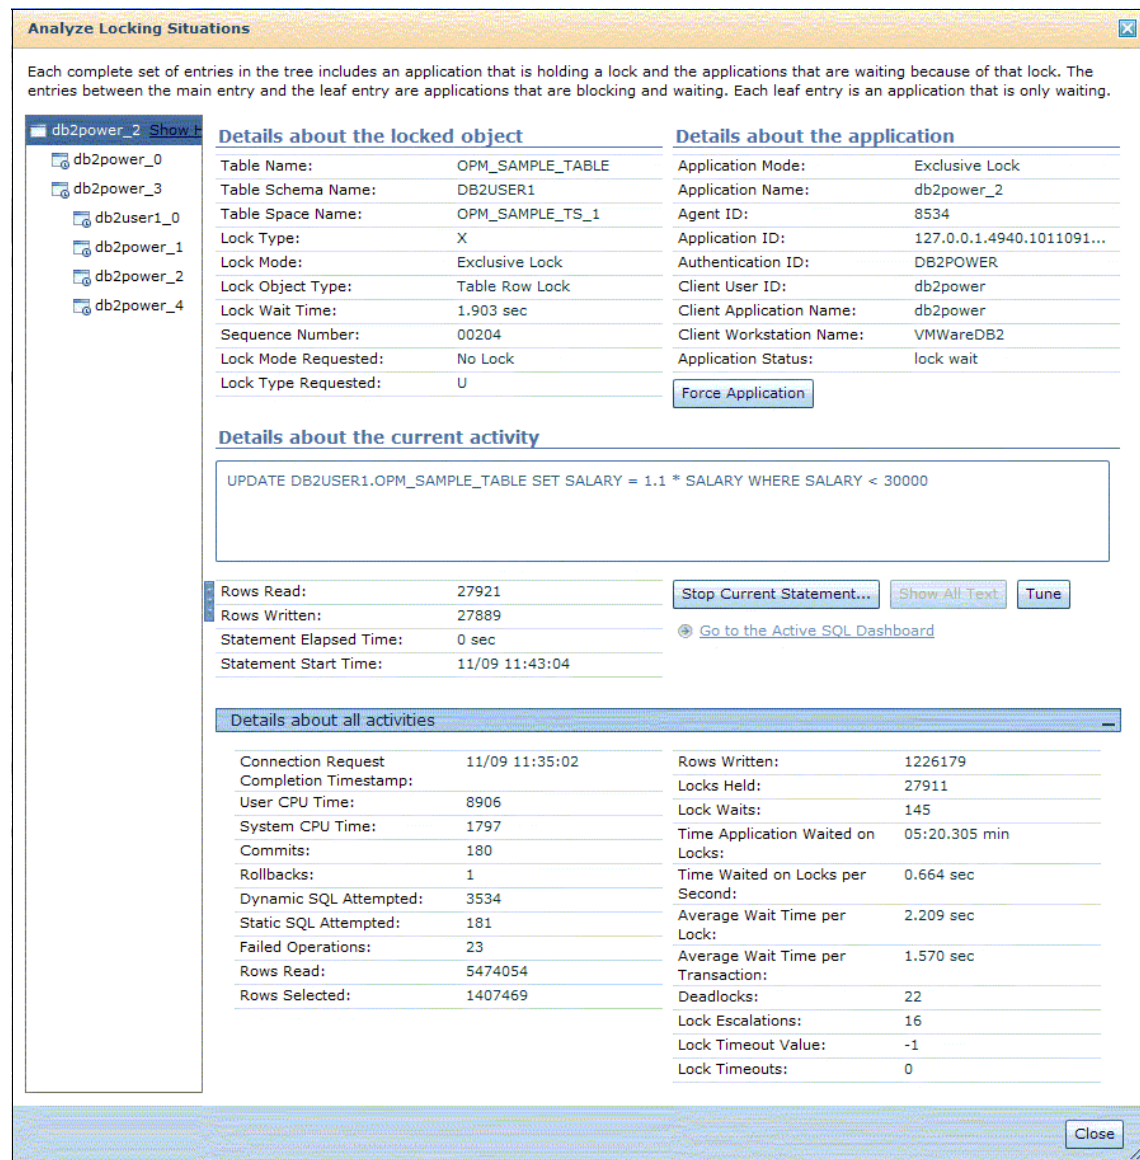 Analyze Locking Situations
Each complete set of entries in the tree includes an application that is holding a lock and the applications that are waiting because of that lock. The
entries between the main entry and the leaf entry are applications that are blocking and waiting. Each leaf entry is an application that is only waiting.
db2power_2 Show
db2power_0
db2power_3
db2user1_0
db2power_1
db2power_2
db2power_4
Details about the locked object
Table Name: OPM_SAMPLE_TABLE
Table Schema Name: DB2USER1
Table Space Name: OPM_SAMPLE_TS_1
Lock Type: X
Lock Mode: Exclusive Lock
Lock Object Type: Table Row Lock
Lock Wait Time: 1.903 sec
Sequence Number: 00204
Lock Mode Requested: No Lock
Lock Type Requested: U
Details about the application
Application Mode: Exclusive Lock
Application Name: db2power_2
Agent ID: 8534
Application ID: 127.0.0.1.4940.1011091...
Authentication ID: DB2POWER
Client User ID: db2power
Client Application Name: db2power
Client Workstation Name: VMWareDB2
Application Status: lock wait
Force Application
Details about the current activity
UPDATE DB2USER1.OPM_SAMPLE_TABLE SET SALARY = 1.1 * SALARY WHERE SALARY < 30000
Rows Read: 27921
Rows Written: 27889
Statement Elapsed Time: 0 sec
Statement Start Time: 11/09 11:43:04
Stop Current Statement... Show All Text Tune
Go to the Active SQL Dashboard
Details about all activities
Connection Request 11/09 11:35:02
Completion Timestamp:
User CPU Time: 8906
System CPU Time: 1797
Commits: 180
Rollbacks: 1
Dynamic SQL Attempted: 3534
Static SQL Attempted: 181
Failed Operations: 23
Rows Read: 5474054
Rows Selected: 1407469
Rows Written: 1226179
Locks Held: 27911
Lock Waits: 145
Time Application Waited on 05:20.305 min
Locks:
Time Waited on Locks per 0.664 sec
Second:
Average Wait Time per 2.209 sec
Lock:
Average Wait Time per 1.570 sec
Transaction:
Deadlocks: 22
Lock Escalations: 16
Lock Timeout Value: -1
Lock Timeouts: 0
Close